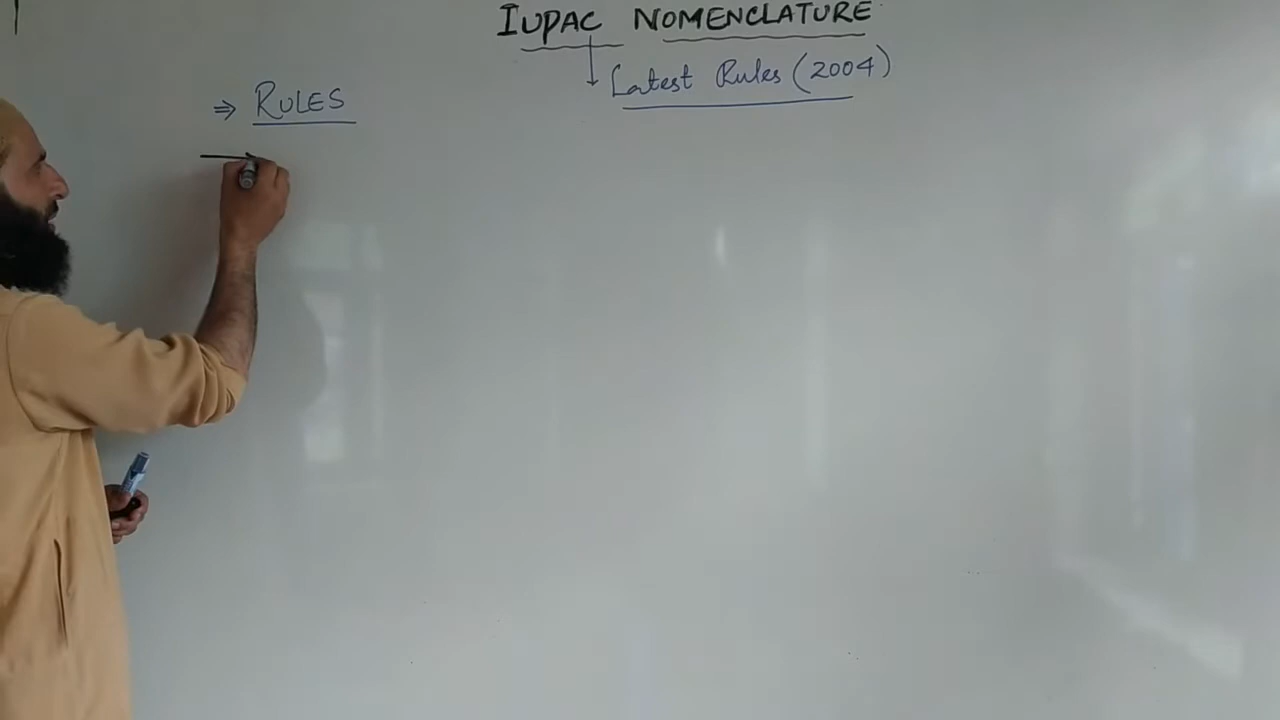 IUPAC NOMENCLATURE
Latest Rules (2004)
⇒ RULES